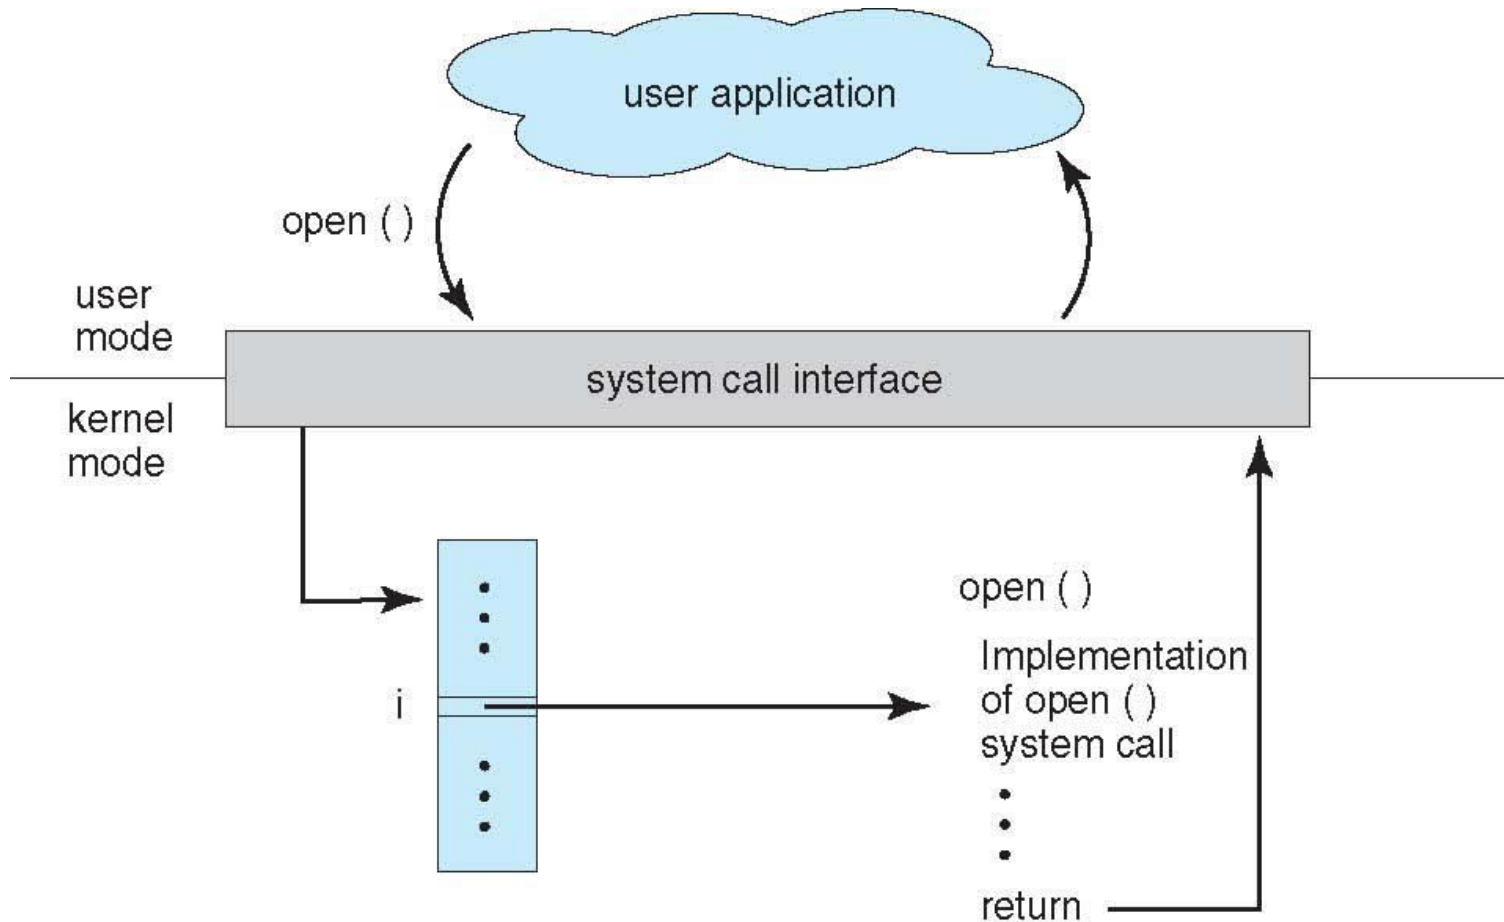 user application
open ( )
user
mode
system call interface
kernel
mode
open ( )
Implementation
of open ( )
system call
i
return